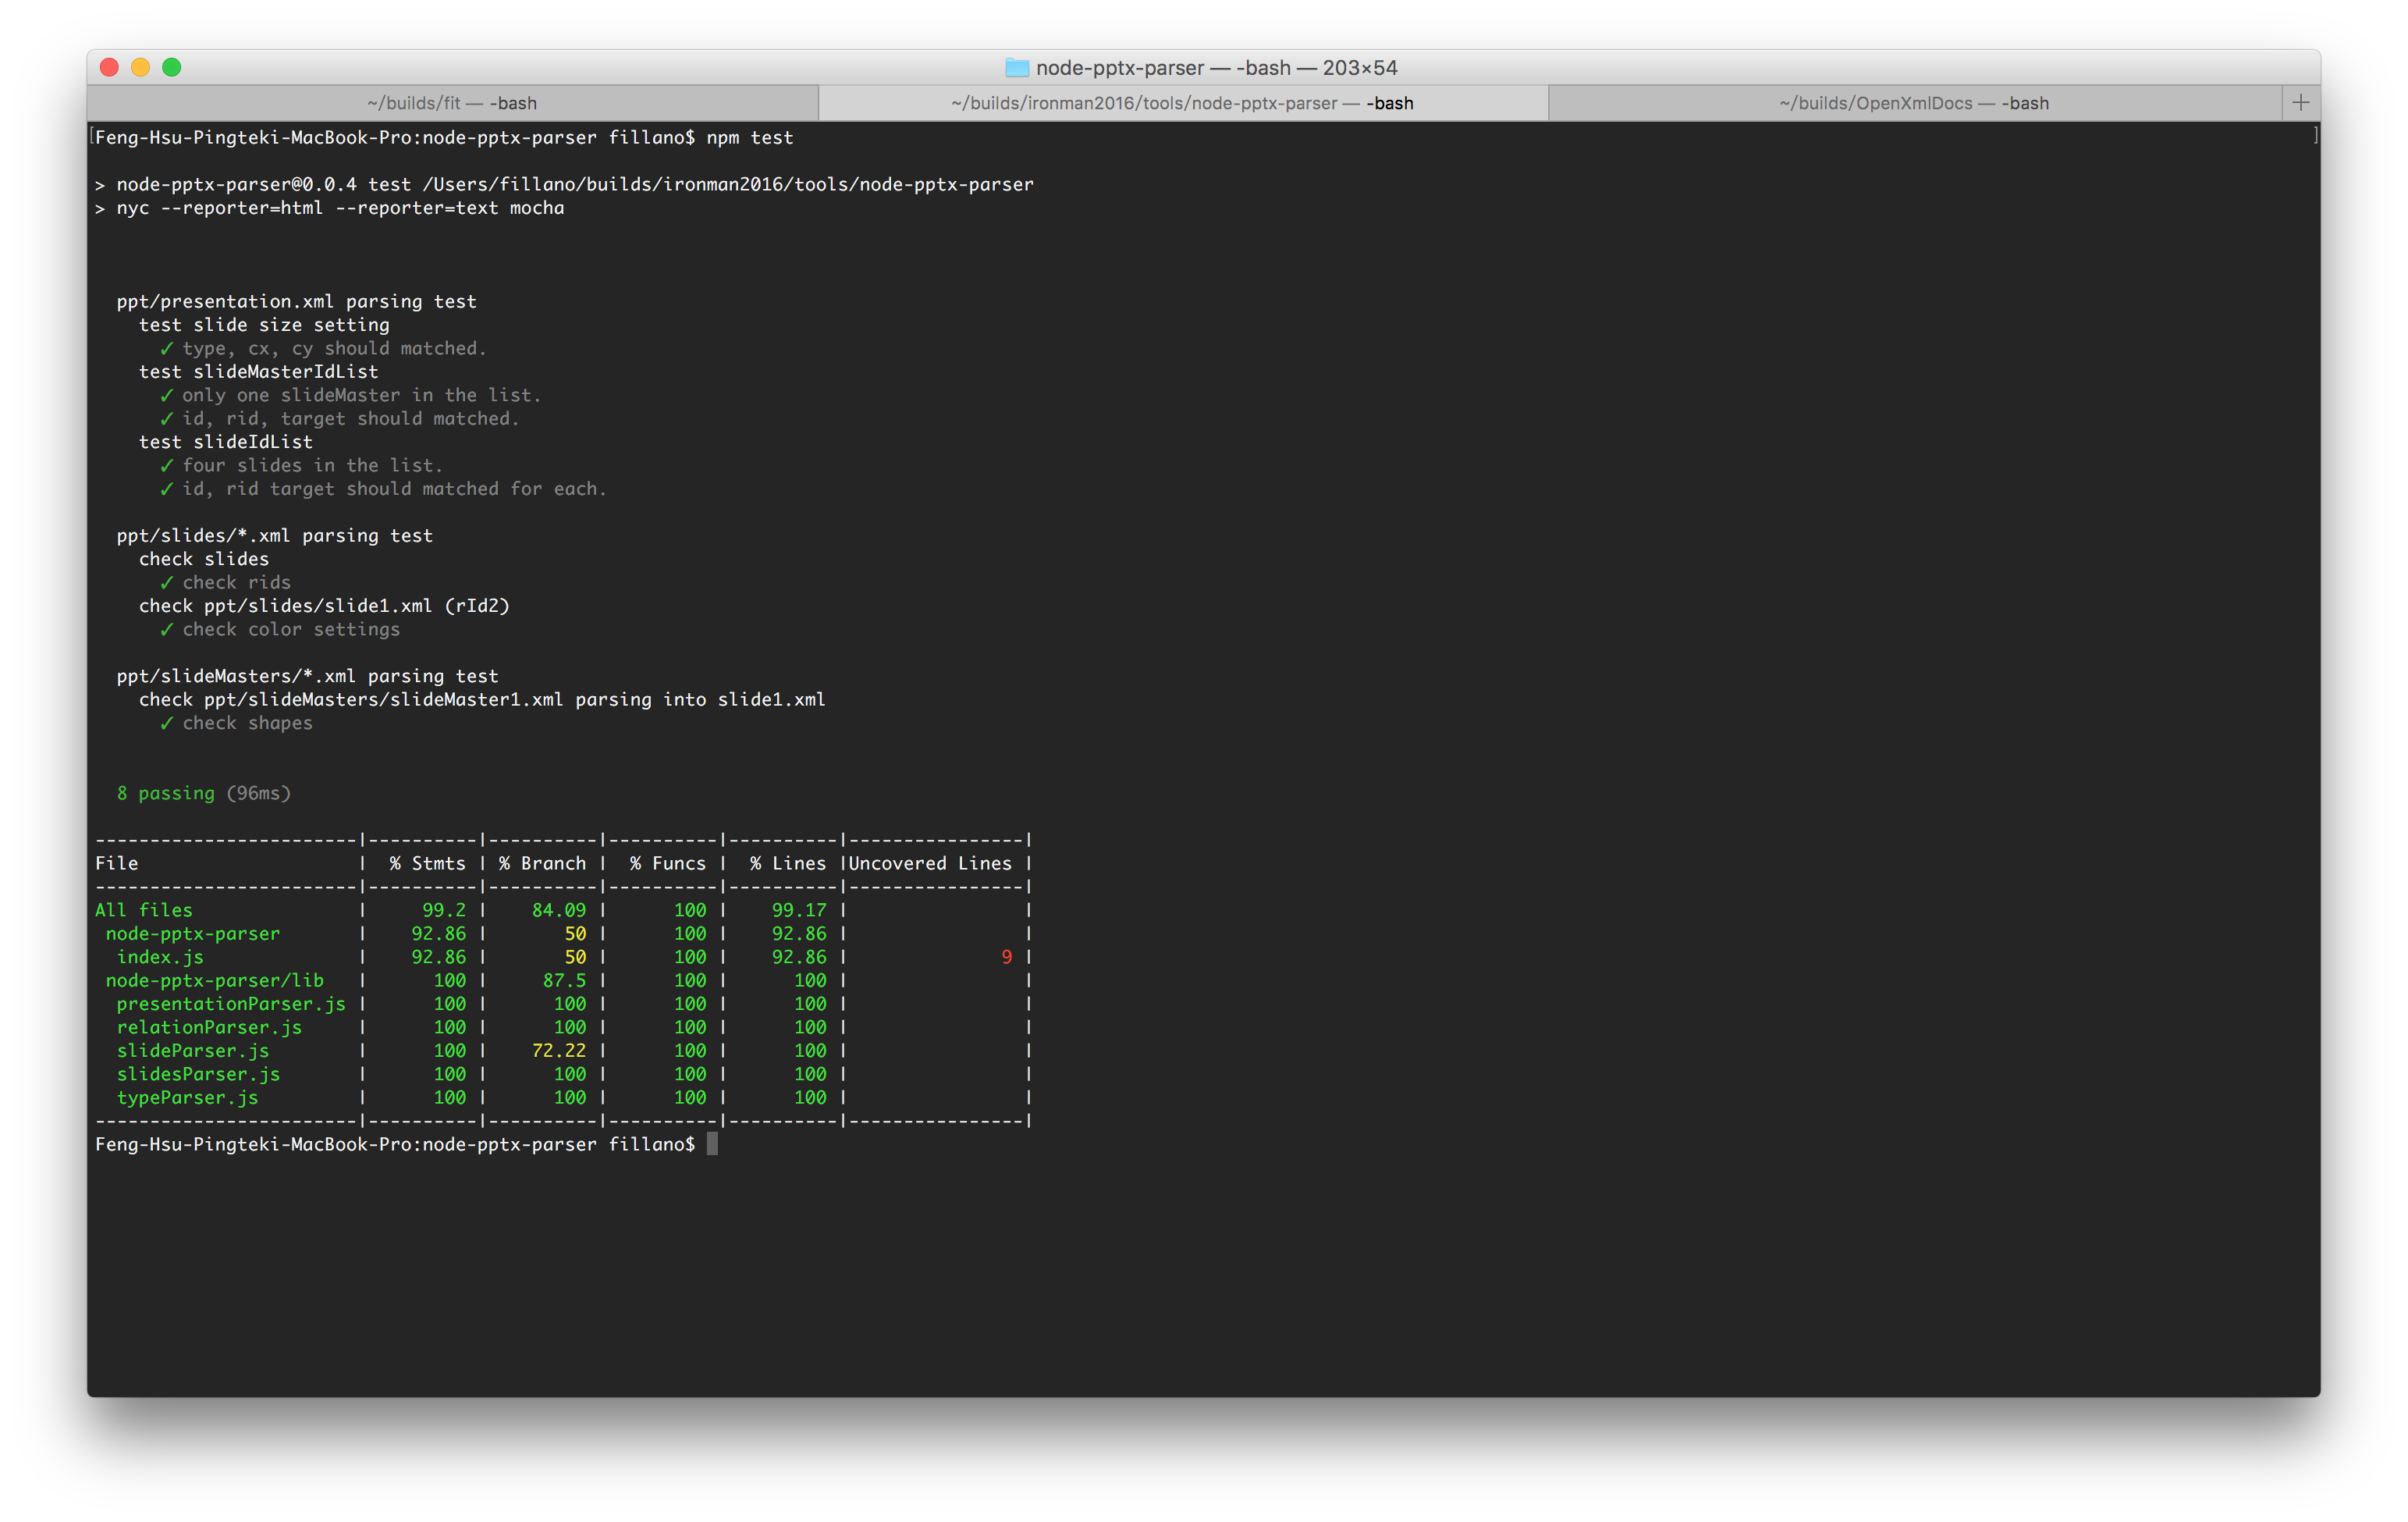 node-pptx-parser — -bash — 203×54
~/builds/fit — -bash
~/builds/ironman2016/tools/node-pptx-parser — -bash
~/builds/OpenXmlDocs — -bash
[Feng-Hsu-Pingteki-MacBook-Pro:node-pptx-parser fillano$ npm test ]
> node-pptx-parser@0.0.4 test /Users/fillano/builds/ironman2016/tools/node-pptx-parser
> nyc --reporter=html --reporter=text mocha
ppt/presentation.xml parsing test
test slide size setting
✓ type, cx, cy should matched.
test slideMasterIdList
✓ only one slideMaster in the list.
✓ id, rid, target should matched.
test slideIdList
✓ four slides in the list.
✓ id, rid target should matched for each.
ppt/slides/*.xml parsing test
check slides
✓ check rids
check ppt/slides/slide1.xml (rId2)
✓ check color settings
ppt/slideMasters/*.xml parsing test
check ppt/slideMasters/slideMaster1.xml parsing into slide1.xml
✓ check shapes
8 passing (96ms)
------------------------|----------|----------|----------|----------|----------------|
File                    |  % Stmts | % Branch |  % Funcs |  % Lines |Uncovered Lines |
------------------------|----------|----------|----------|----------|----------------|
All files               |     99.2 |    84.09 |      100 |    99.17 |                |
 node-pptx-parser       |    92.86 |       50 |      100 |    92.86 |                |
  index.js              |    92.86 |       50 |      100 |    92.86 |              9 |
 node-pptx-parser/lib   |      100 |     87.5 |      100 |      100 |                |
  presentationParser.js |      100 |      100 |      100 |      100 |                |
  relationParser.js     |      100 |      100 |      100 |      100 |                |
  slideParser.js        |      100 |    72.22 |      100 |      100 |                |
  slidesParser.js       |      100 |      100 |      100 |      100 |                |
  typeParser.js         |      100 |      100 |      100 |      100 |                |
------------------------|----------|----------|----------|----------|----------------|
Feng-Hsu-Pingteki-MacBook-Pro:node-pptx-parser fillano$